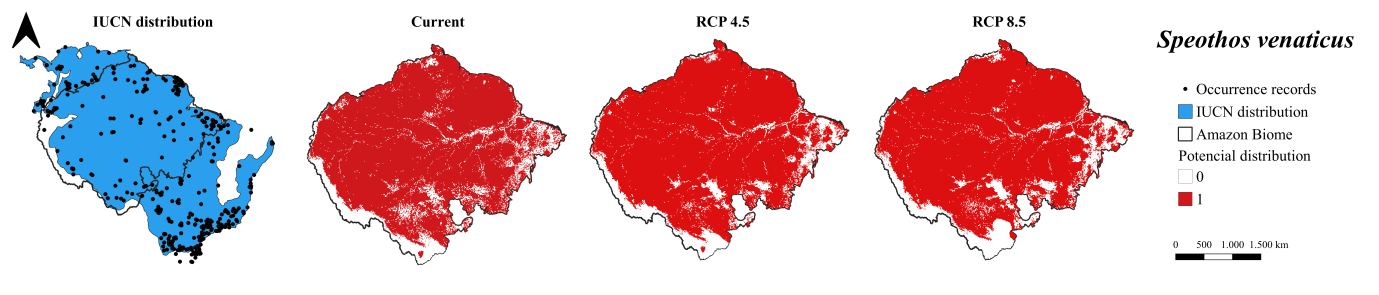 IUCN distribution
Current
RCP 4.5
RCP 8.5
Speothos venaticus
Occurrence records
IUCN distribution
Amazon Biome
Potencial distribution
0
1
0 500 1.000 1.500 km